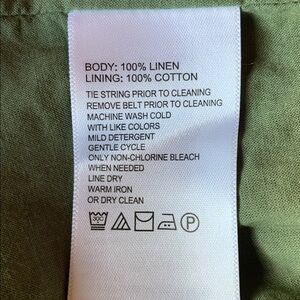 BODY: 100% LINEN
LINING: 100% COTTON
TIE STRING PRIOR TO CLEANING
REMOVE BELT PRIOR TO CLEANING
MACHINE WASH COLD
WITH LIKE COLORS
MILD DETERGENT
GENTLE CYCLE
ONLY NON-CHLORINE BLEACH
WHEN NEEDED
LINE DRY
WARM IRON
OR DRY CLEAN
30C P